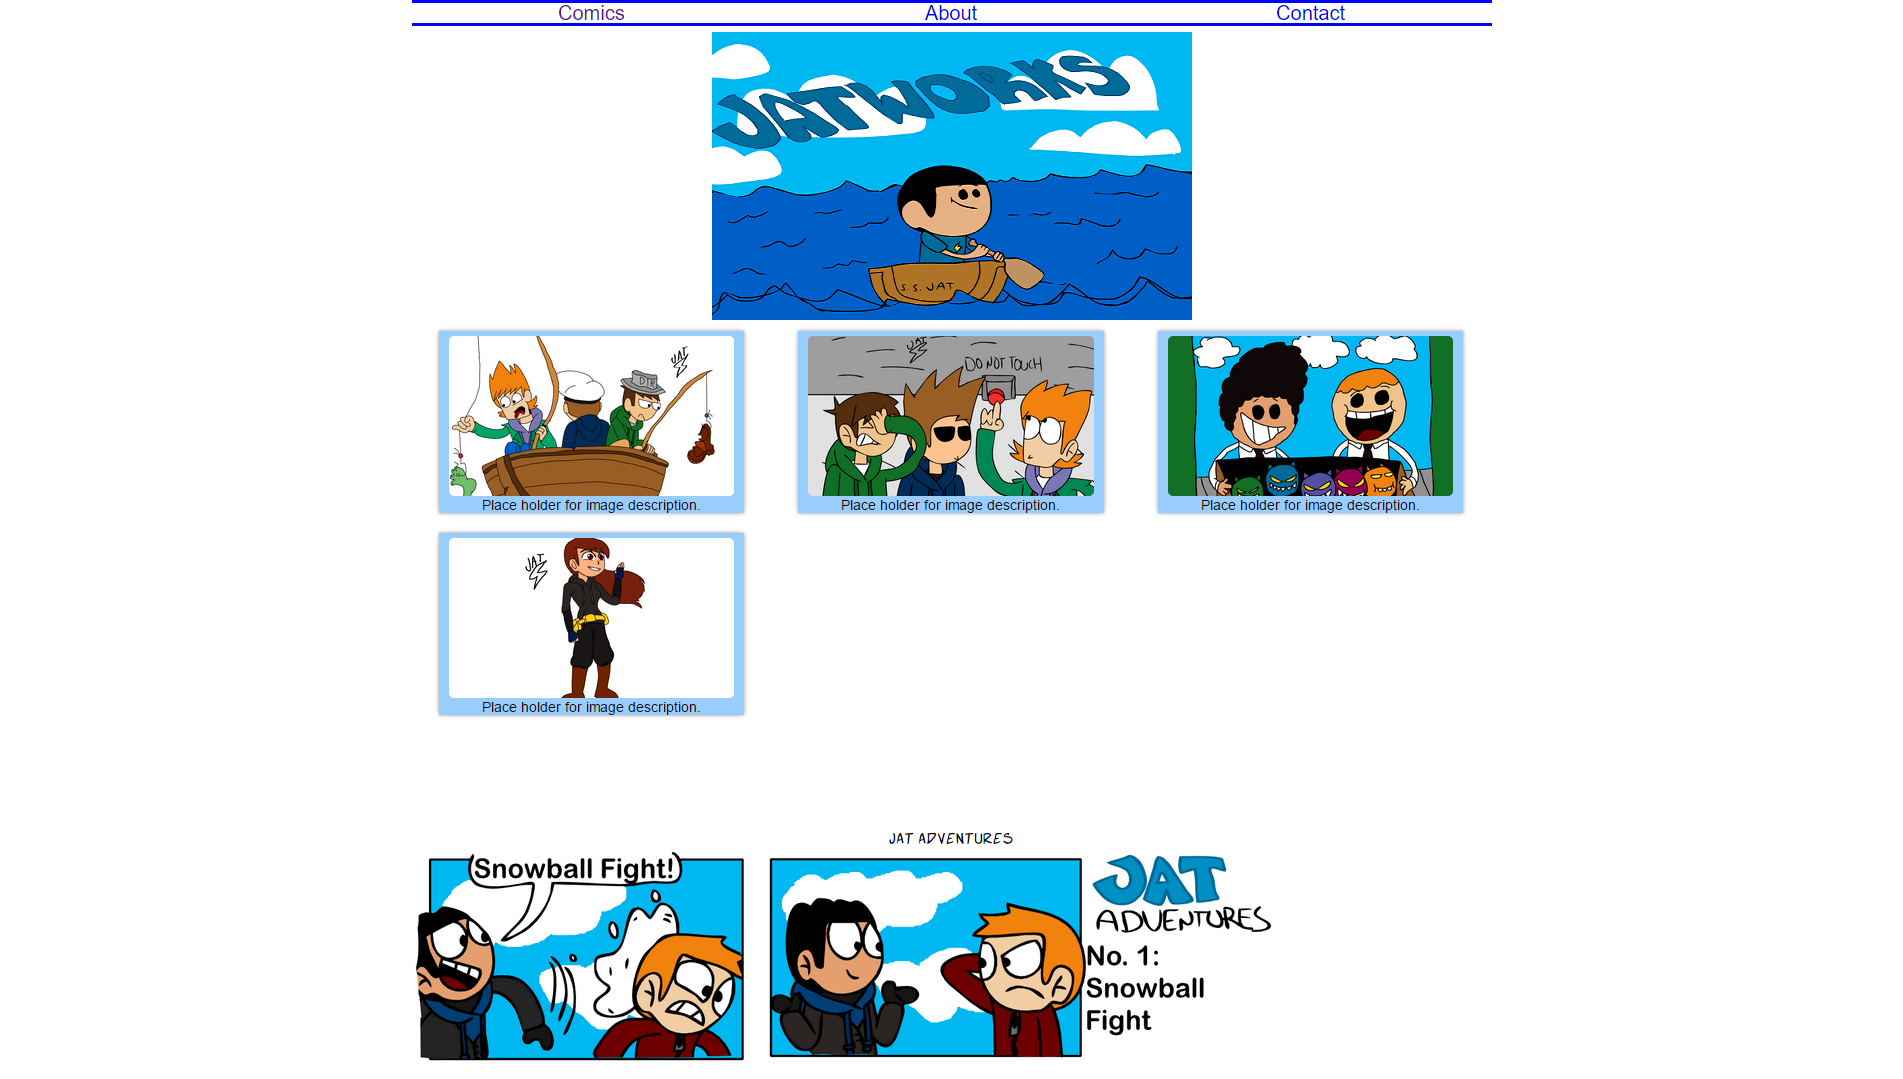 Comics About Contact
JATWORKS
S. S. JAT
JAT
DTR
Place holder for image description.
JAT
DO NOT TOUCH
Place holder for image description.
Place holder for image description.
JAT
Place holder for image description.
JAT ADVENTURES
Snowball Fight!
JAT
ADVENTURES
No. 1:
Snowball
Fight